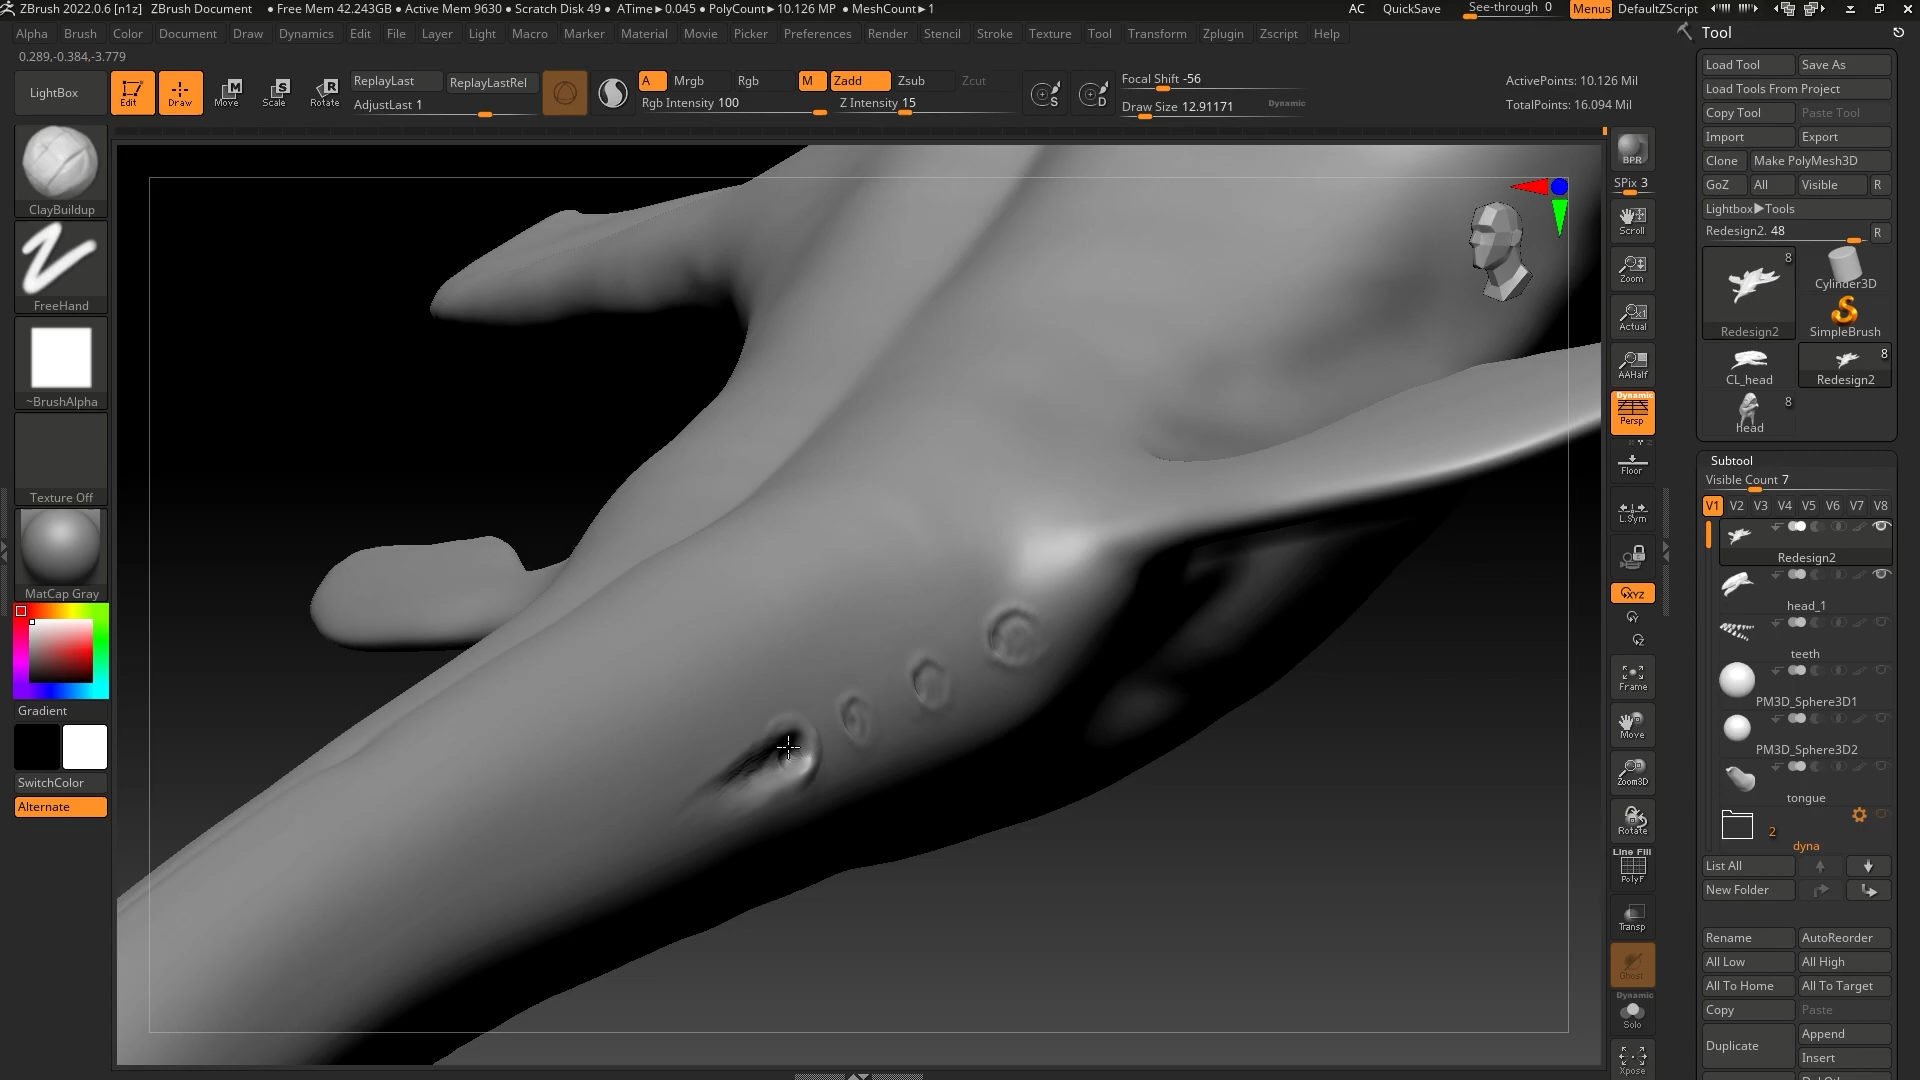 ZBrush 2022.0.6 [n1z] ZBrush Document ● Free Mem 42.243GB ● Active Mem 9630 ● Scratch Disk 49 ● ATime►0.045 ● PolyCount►10.126 MP ● MeshCount►1 AC QuickSave See-through 0 Menus DefaultZScript
Alpha Brush Color Document Draw Dynamics Edit File Layer Light Macro Marker Material Movie Picker Preferences Render Stencil Stroke Texture Tool Transform Zplugin Zscript Help
0.289,-0.384,-3.779
LightBox
Edit
Draw
Move
Scale
Rotate
ReplayLast
ReplayLastRel
AdjustLast 1
A
Mrgb
Rgb
M
Zadd
Zsub
Zcut
Rgb Intensity 100
Z Intensity 15
S
D
Focal Shift -56
Draw Size 12.91171
Dynamic
ActivePoints: 10.126 Mil
TotalPoints: 16.094 Mil
ClayBuildup
FreeHand
~BrushAlpha
Texture Off
MatCap Gray
Gradient
SwitchColor
Alternate
BPR
SPix 3
Scroll
Zoom
Actual
AAHalf
Dynamic
Persp
Floor
L.Sym
XYZ
Y
Z
Frame
Move
Zoom3D
Rotate
Line Fill
PolyF
Transp
Ghost
Dynamic
Solo
Xpose
Tool
Load Tool
Save As
Load Tools From Project
Copy Tool
Paste Tool
Import
Export
Clone
Make PolyMesh3D
GoZ
All
Visible
R
Lightbox►Tools
Redesign2. 48
R
8
Redesign2
Cylinder3D
SimpleBrush
CL_head
8
Redesign2
8
head
Subtool
Visible Count 7
V1 V2 V3 V4 V5 V6 V7 V8
Redesign2
head_1
teeth
PM3D_Sphere3D1
PM3D_Sphere3D2
tongue
2
dyna
List All
New Folder
Rename
AutoReorder
All Low
All High
All To Home
All To Target
Copy
Paste
Duplicate
Append
Insert